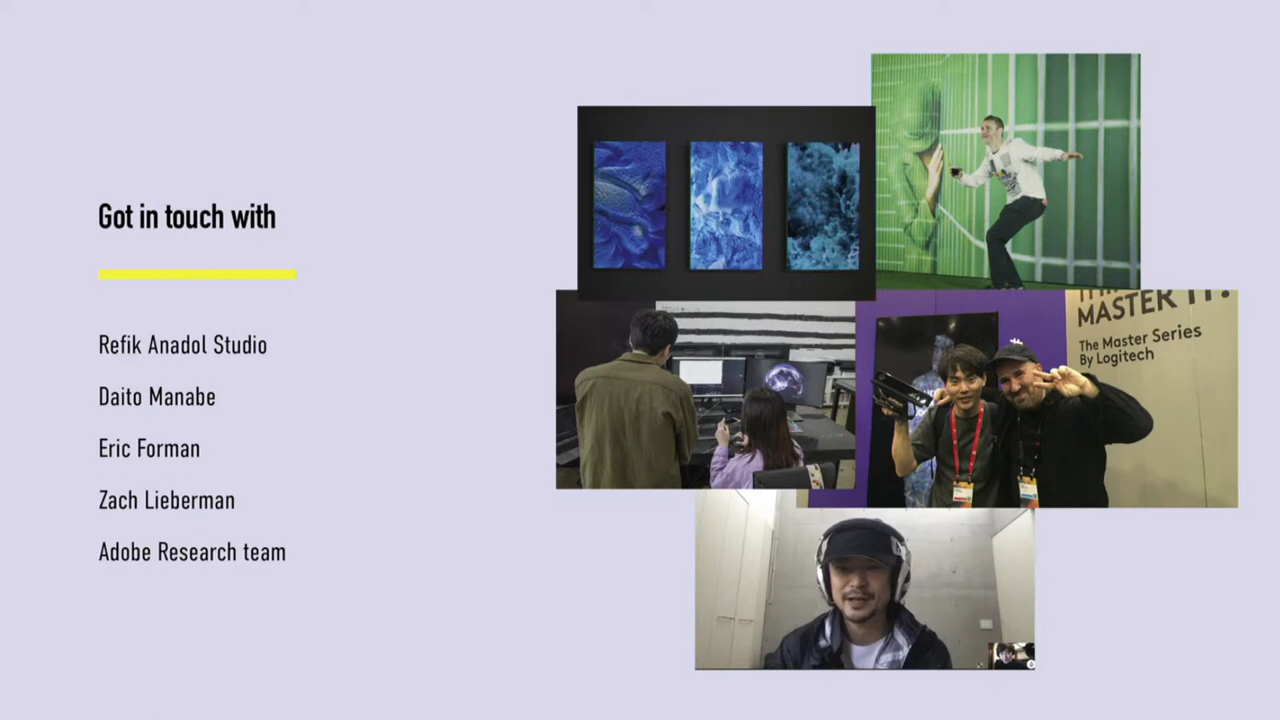 Got in touch with
Refik Anadol Studio
Daito Manabe
Eric Forman
Zach Lieberman
Adobe Research team
MASTER IT!
The Master Series
By Logitech